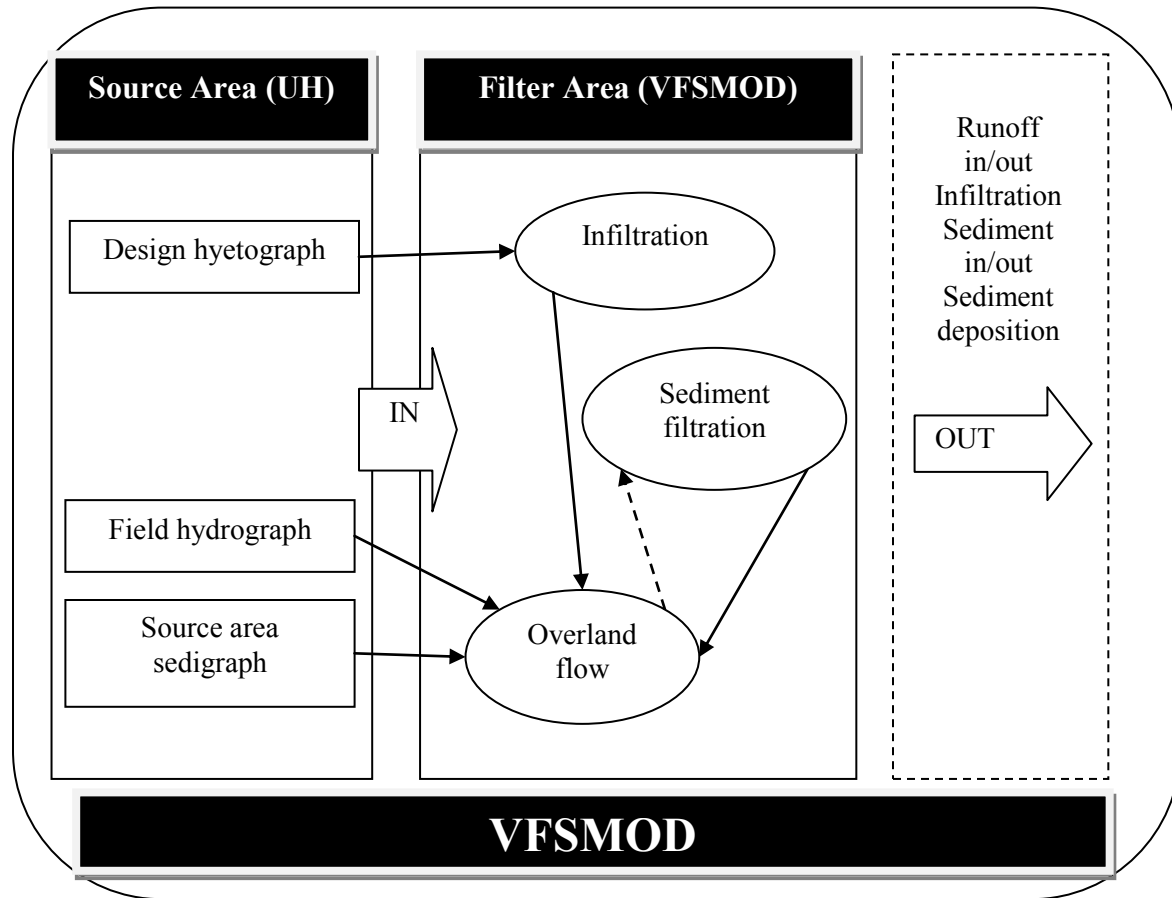 Source Area (UH)
Design hyetograph
Field hydrograph
Source area
sedigraph
IN
Filter Area (VFSMOD)
Infiltration
Sediment
filtration
Overland
flow
Runoff
in/out
Infiltration
Sediment
in/out
Sediment
deposition
OUT
VFSMOD